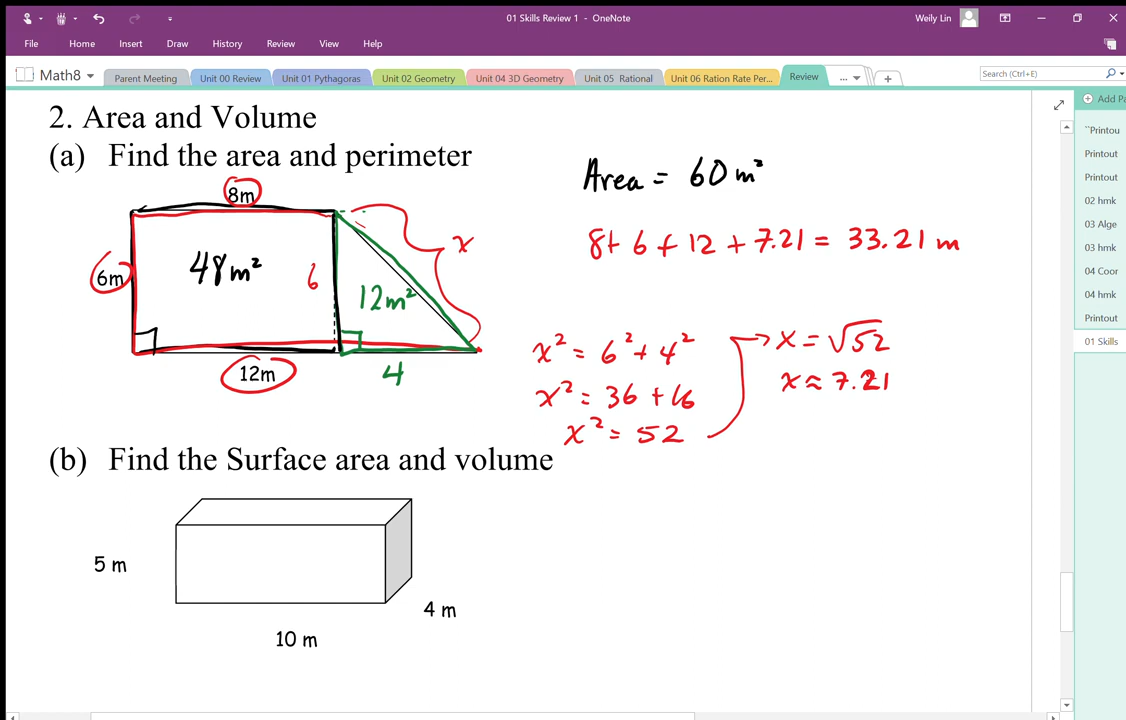 01 Skills Review 1 - OneNote
Weily Lin
File Home Insert Draw History Review View Help
Math8
Parent Meeting Unit 00 Review Unit 01 Pythagoras Unit 02 Geometry Unit 04 3D Geometry Unit 05 Rational Unit 06 Ration Rate Per... Review ...
Search (Ctrl+E)
Add Pa
``Printou
Printout
Printout
02 hmk
03 Alge
03 hmk
04 Coor
04 hmk
Printout
01 Skills
2. Area and Volume
(a) Find the area and perimeter
8m
6m
48m²
6
12m²
x
12m
4
Area = 60m²
8+ 6 + 12 + 7.21 = 33.21 m
x² = 6² + 4²
x² = 36 + 16
x² = 52
x = √52
x ≈ 7.21
(b) Find the Surface area and volume
5 m
4 m
10 m